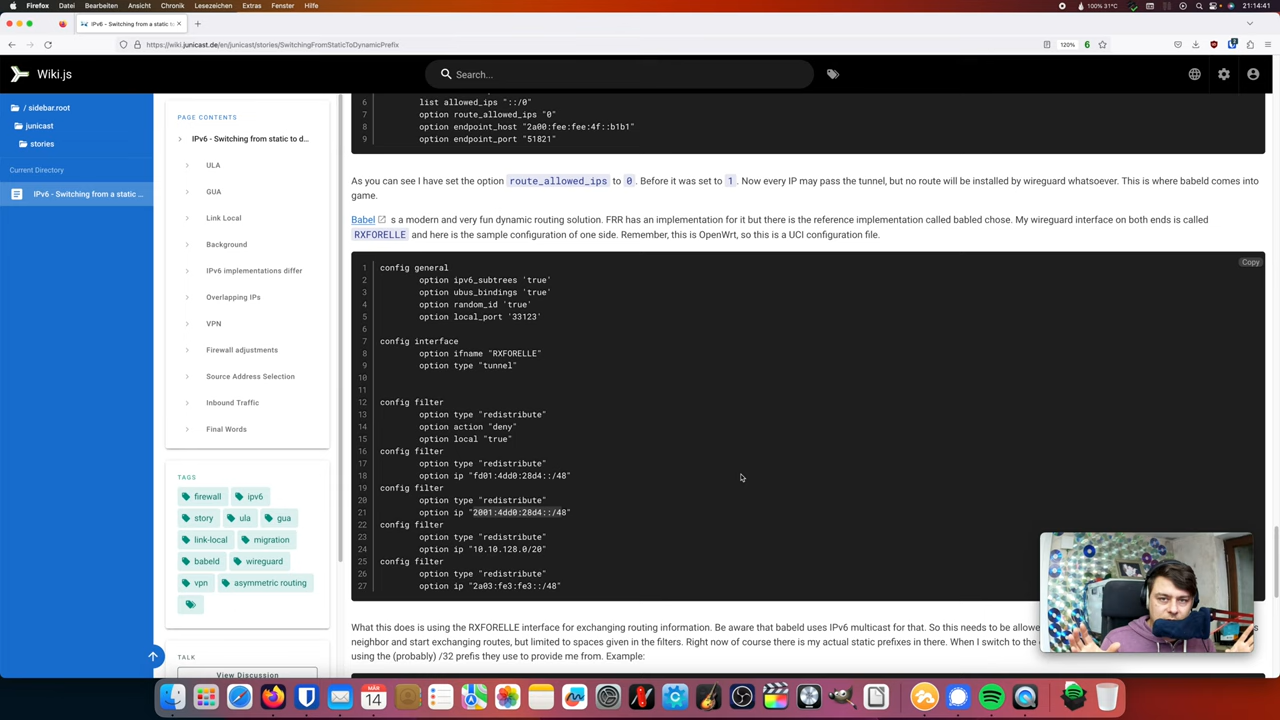 Firefox Datei Bearbeiten Ansicht Chronik Lesezeichen Extras Fenster Hilfe
100% 31°C
21:14:41
IPv6 - Switching from a static to
https://wiki.junicast.de/en/junicast/stories/SwitchingFromStaticToDynamicPrefix
120%
6
Wiki.js
Search...
/ sidebar.root
junicast
stories
Current Directory
IPv6 - Switching from a static ...
PAGE CONTENTS
IPv6 - Switching from static to d...
ULA
GUA
Link Local
Background
IPv6 implementations differ
Overlapping IPs
VPN
Firewall adjustments
Source Address Selection
Inbound Traffic
Final Words
TAGS
firewall
ipv6
story
ula
gua
link-local
migration
babeld
wireguard
vpn
asymmetric routing
TALK
View Discussion
6 list allowed_ips "::/0"
7 option route_allowed_ips "0"
8 option endpoint_host "2a00:fee:fee:4f::b1b1"
9 option endpoint_port "51821"
As you can see I have set the option route_allowed_ips to 0. Before it was set to 1. Now every IP may pass the tunnel, but no route will be installed by wireguard whatsoever. This is where babeld comes into
game.
Babel s a modern and very fun dynamic routing solution. FRR has an implementation for it but there is the reference implementation called babled chose. My wireguard interface on both ends is called
RXFORELLE and here is the sample configuration of one side. Remember, this is OpenWrt, so this is a UCI configuration file.
Copy
1 config general
2 option ipv6_subtrees 'true'
3 option ubus_bindings 'true'
4 option random_id 'true'
5 option local_port '33123'
6
7 config interface
8 option ifname "RXFORELLE"
9 option type "tunnel"
10
11
12 config filter
13 option type "redistribute"
14 option action "deny"
15 option local "true"
16 config filter
17 option type "redistribute"
18 option ip "fd01:4dd0:28d4::/48"
19 config filter
20 option type "redistribute"
21 option ip "2001:4dd0:28d4::/48"
22 config filter
23 option type "redistribute"
24 option ip "10.10.128.0/20"
25 config filter
26 option type "redistribute"
27 option ip "2a03:fe3:fe3::/48"
What this does is using the RXFORELLE interface for exchanging routing information. Be aware that babeld uses IPv6 multicast for that. So this needs to be allowe
neighbor and start exchanging routes, but limited to spaces given in the filters. Right now of course there is my actual static prefixes in there. When I switch to the
using the (probably) /32 prefix they use to provide me from. Example:
MÄR
14